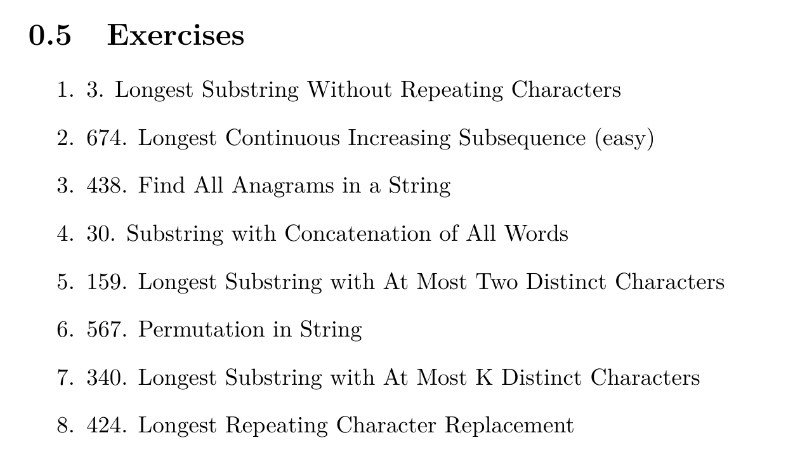 0.5 Exercises
1. 3. Longest Substring Without Repeating Characters
2. 674. Longest Continuous Increasing Subsequence (easy)
3. 438. Find All Anagrams in a String
4. 30. Substring with Concatenation of All Words
5. 159. Longest Substring with At Most Two Distinct Characters
6. 567. Permutation in String
7. 340. Longest Substring with At Most K Distinct Characters
8. 424. Longest Repeating Character Replacement